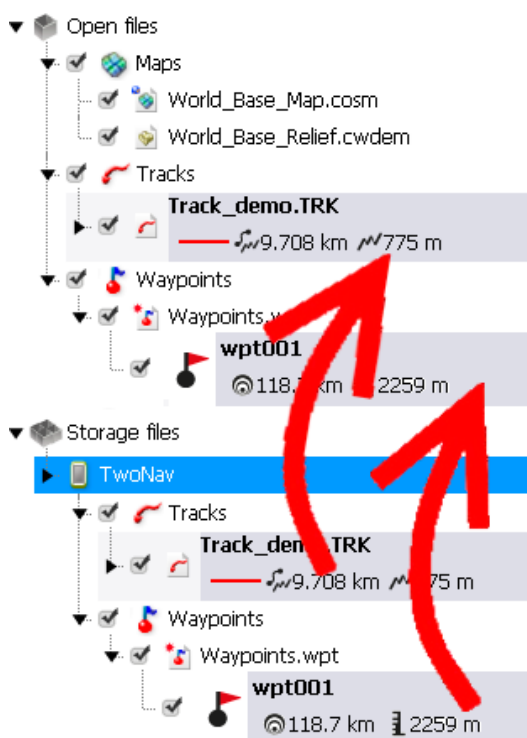 Open files
Maps
World_Base_Map.cosm
World_Base_Relief.cwdem
Tracks
Track_demo.TRK
9.708 km 775 m
Waypoints
wpt001
km 2259 m
Storage files
TwoNav
Tracks
9.708 km
Waypoints
Waypoints.wpt
wpt001
118.7 km 2259 m